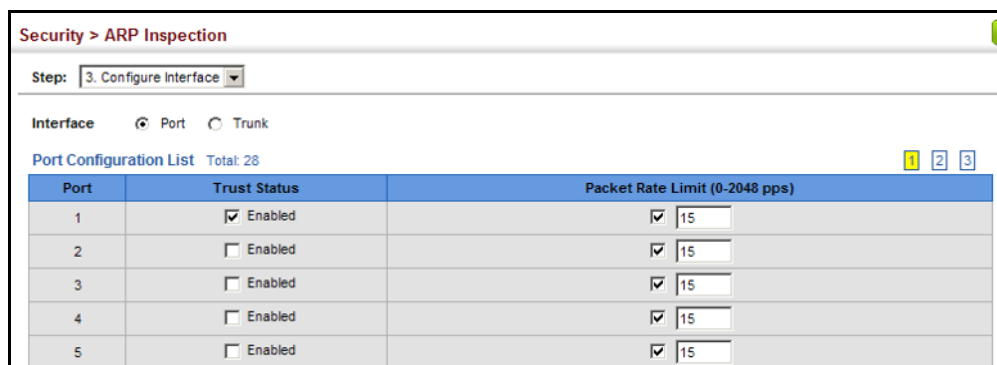 Security > ARP Inspection
Step: 3. Configure Interface
Interface Port Trunk
Port Configuration List Total: 28 1 2 3
Port Trust Status Packet Rate Limit (0-2048 pps)
1 Enabled 15
2 Enabled 15
3 Enabled 15
4 Enabled 15
5 Enabled 15